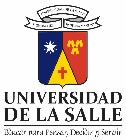 UNIVERSIDAD
DE LA SALLE
Educar para Pensar, Decidir y Servir